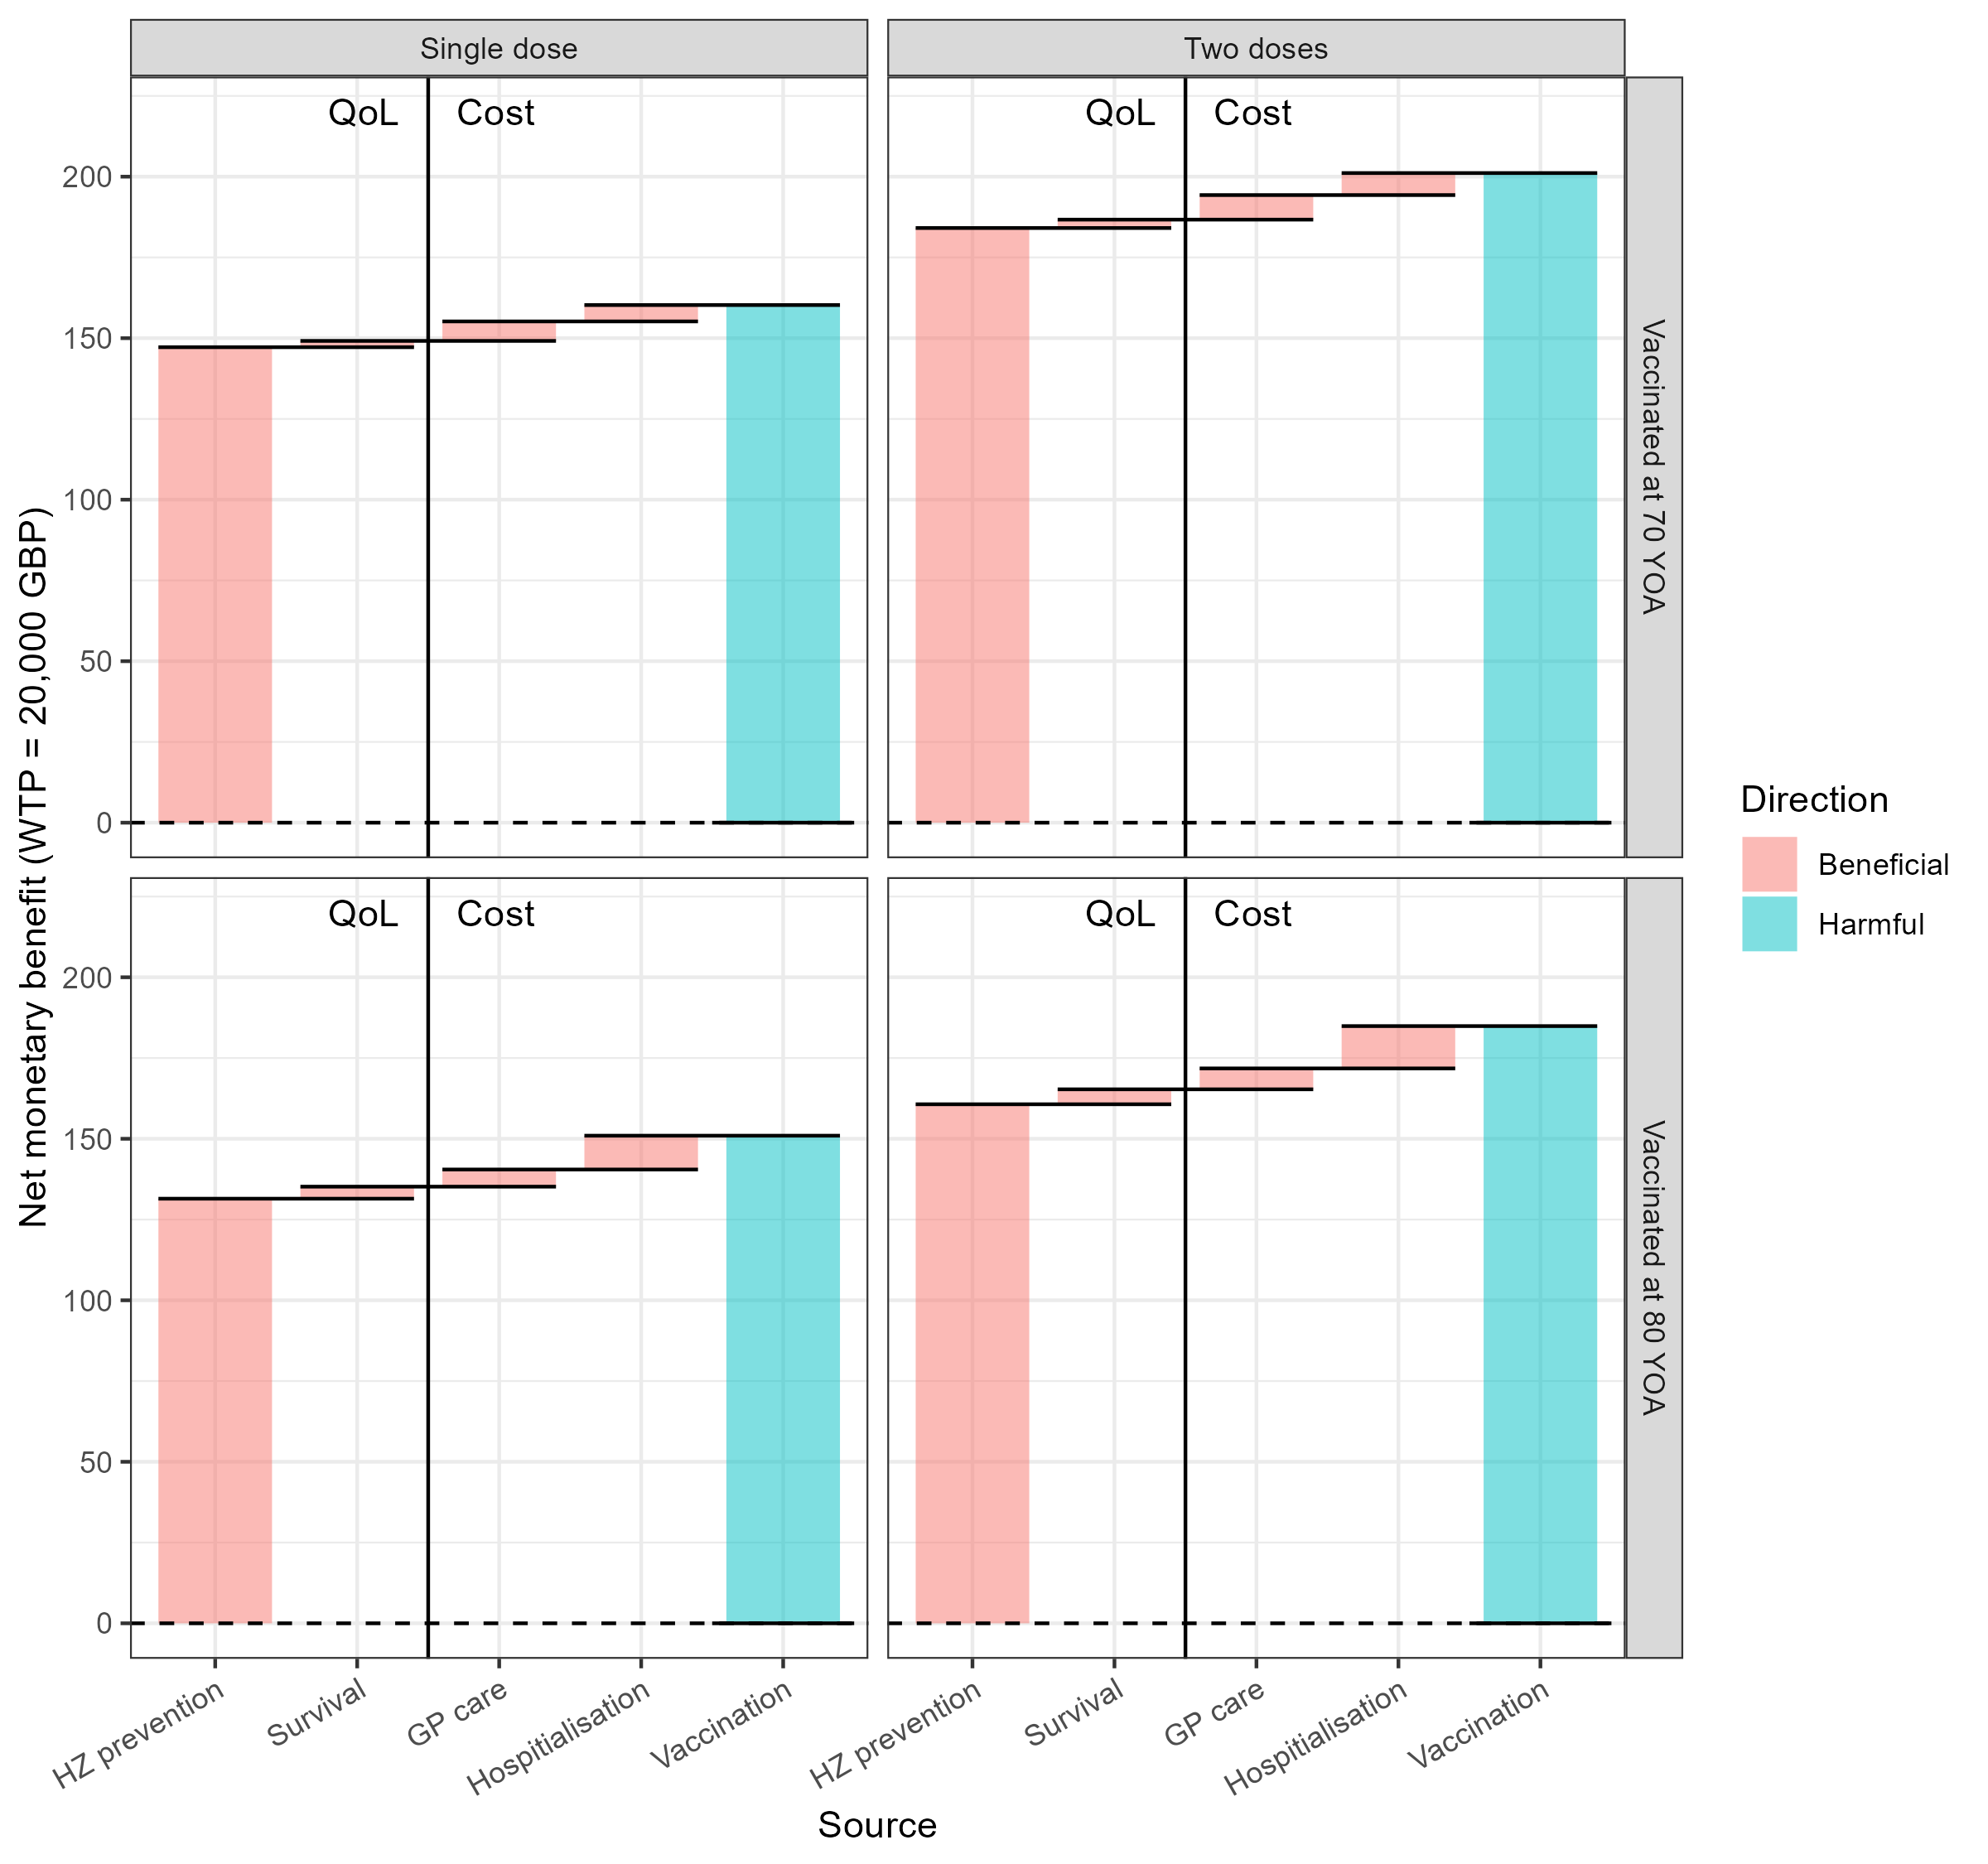 Single dose
Two doses
QoL
Cost
QoL
Cost
200
150
100
50
0
Vaccinated at 70 YOA
QoL
Cost
QoL
Cost
200
150
100
50
0
Vaccinated at 80 YOA
Net monetary benefit (WTP = 20,000 GBP)
HZ prevention
Survival
GP care
Hospitialisation
Vaccination
HZ prevention
Survival
GP care
Hospitialisation
Vaccination
Source
Direction
Beneficial
Harmful